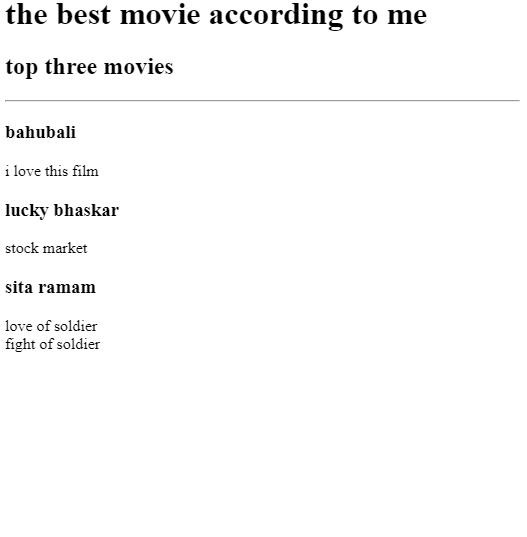 the best movie according to me
top three movies
bahubali
i love this film
lucky bhaskar
stock market
sita ramam
love of soldier
fight of soldier